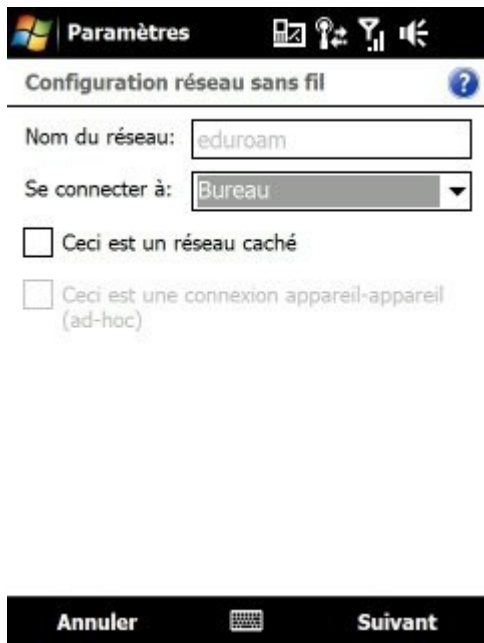 Paramètres
Configuration réseau sans fil
Nom du réseau: eduroam
Se connecter à: Bureau
Ceci est un réseau caché
Ceci est une connexion appareil-appareil
(ad-hoc)
Annuler Suivant